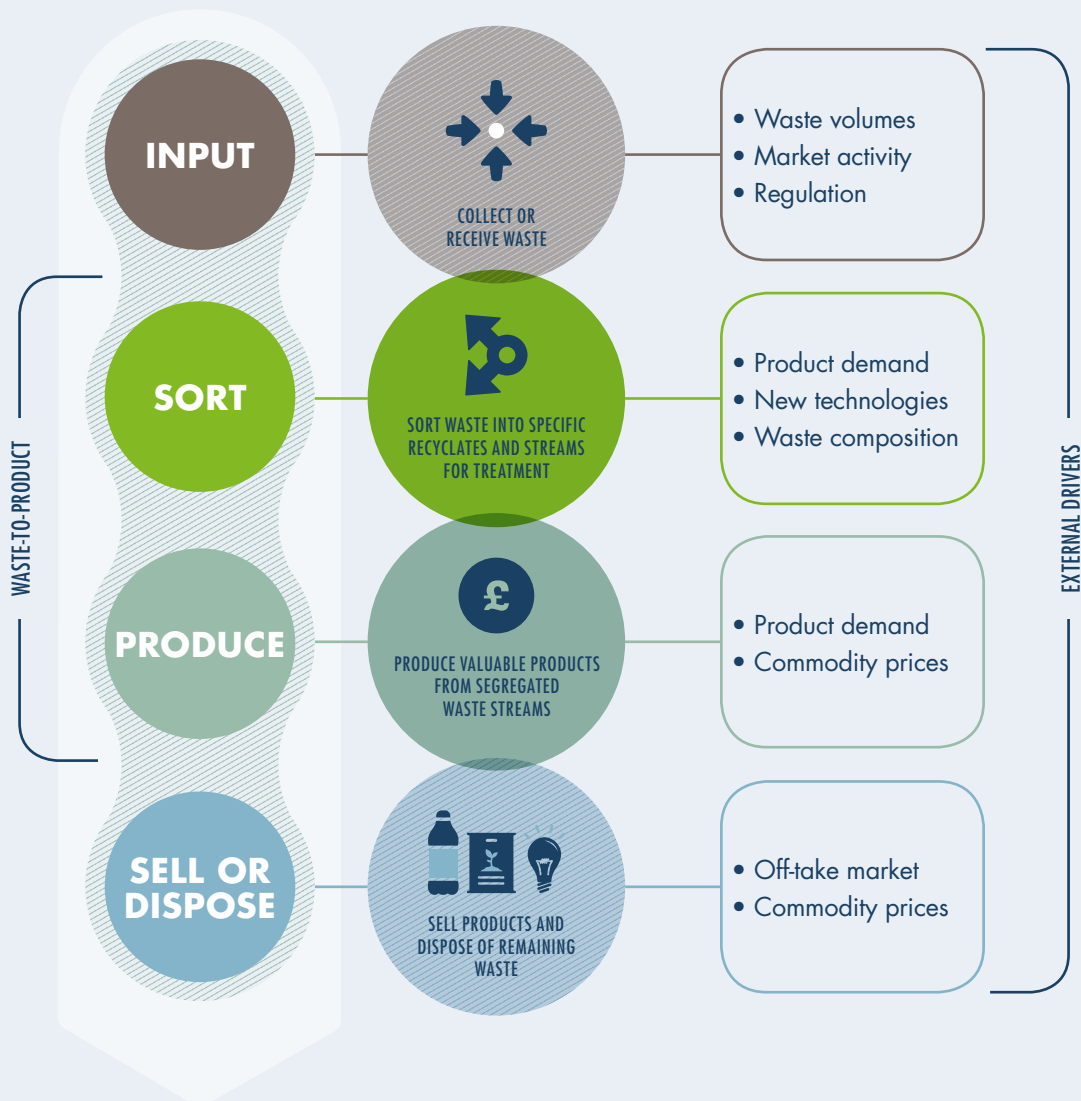 INPUT
COLLECT OR
RECEIVE WASTE
• Waste volumes
• Market activity
• Regulation
WASTE-TO-PRODUCT
SORT
SORT WASTE INTO SPECIFIC
RECYCLATES AND STREAMS
FOR TREATMENT
• Product demand
• New technologies
• Waste composition
EXTERNAL DRIVERS
PRODUCE
£
PRODUCE VALUABLE PRODUCTS
FROM SEGREGATED
WASTE STREAMS
• Product demand
• Commodity prices
SELL OR
DISPOSE
SELL PRODUCTS AND
DISPOSE OF REMAINING
WASTE
• Off-take market
• Commodity prices